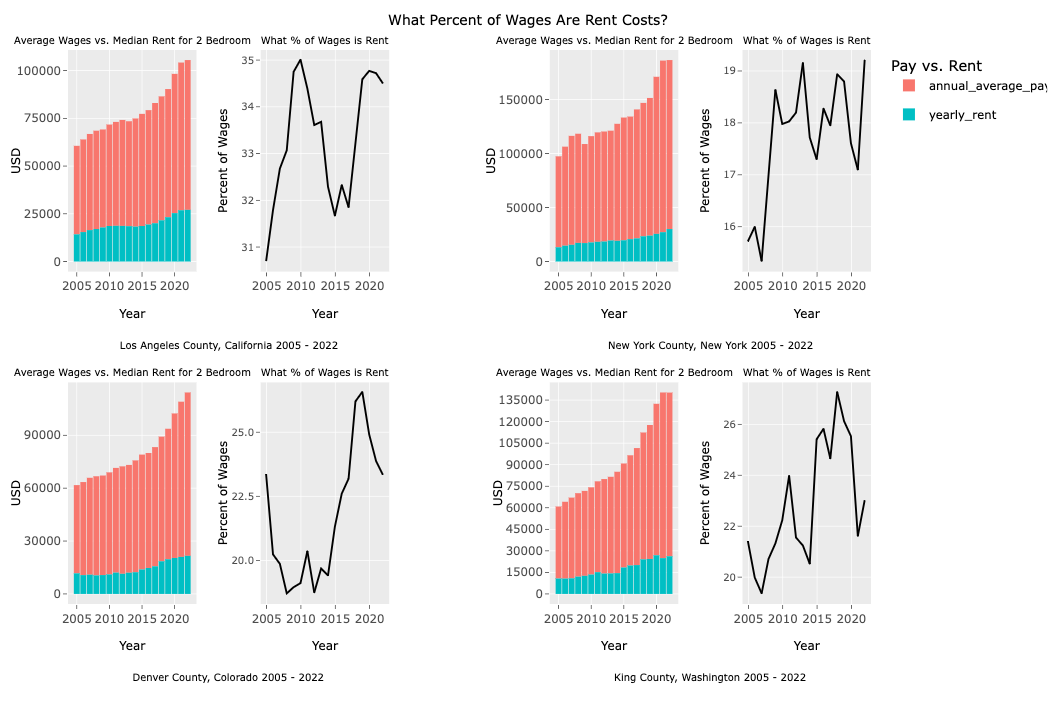 What Percent of Wages Are Rent Costs?
Average Wages vs. Median Rent for 2 Bedroom
What % of Wages is Rent
100000
75000
50000
25000
0
USD
2005 2010 2015 2020
Year
35
34
33
32
31
Percent of Wages
2005 2010 2015 2020
Year
Los Angeles County, California 2005 - 2022
Average Wages vs. Median Rent for 2 Bedroom
What % of Wages is Rent
150000
100000
50000
0
USD
2005 2010 2015 2020
Year
19
18
17
16
Percent of Wages
2005 2010 2015 2020
Year
New York County, New York 2005 - 2022
Pay vs. Rent
annual_average_pay
yearly_rent
Average Wages vs. Median Rent for 2 Bedroom
What % of Wages is Rent
90000
60000
30000
0
USD
2005 2010 2015 2020
Year
25.0
22.5
20.0
Percent of Wages
2005 2010 2015 2020
Year
Denver County, Colorado 2005 - 2022
Average Wages vs. Median Rent for 2 Bedroom
What % of Wages is Rent
135000
120000
105000
90000
75000
60000
45000
30000
15000
0
USD
2005 2010 2015 2020
Year
26
24
22
20
Percent of Wages
2005 2010 2015 2020
Year
King County, Washington 2005 - 2022